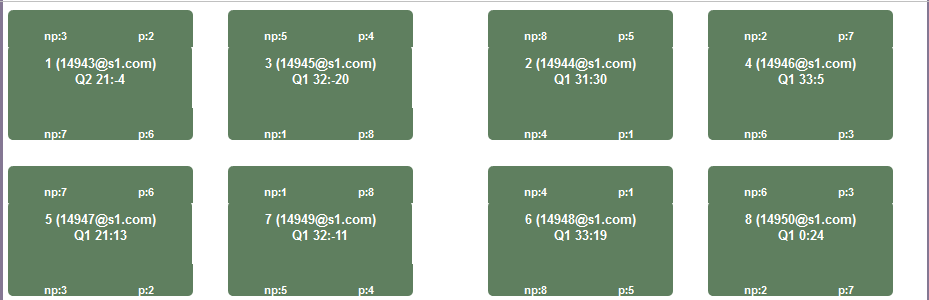 np:3 p:2 np:5 p:4 np:8 p:5 np:2 p:7
1 (14943@s1.com) 3 (14945@s1.com) 2 (14944@s1.com) 4 (14946@s1.com)
Q2 21:-4 Q1 32:-20 Q1 31:30 Q1 33:5
np:7 p:6 np:1 p:8 np:4 p:1 np:6 p:3
np:7 p:6 np:1 p:8 np:4 p:1 np:6 p:3
5 (14947@s1.com) 7 (14949@s1.com) 6 (14948@s1.com) 8 (14950@s1.com)
Q1 21:13 Q1 32:-11 Q1 33:19 Q1 0:24
np:3 p:2 np:5 p:4 np:8 p:5 np:2 p:7